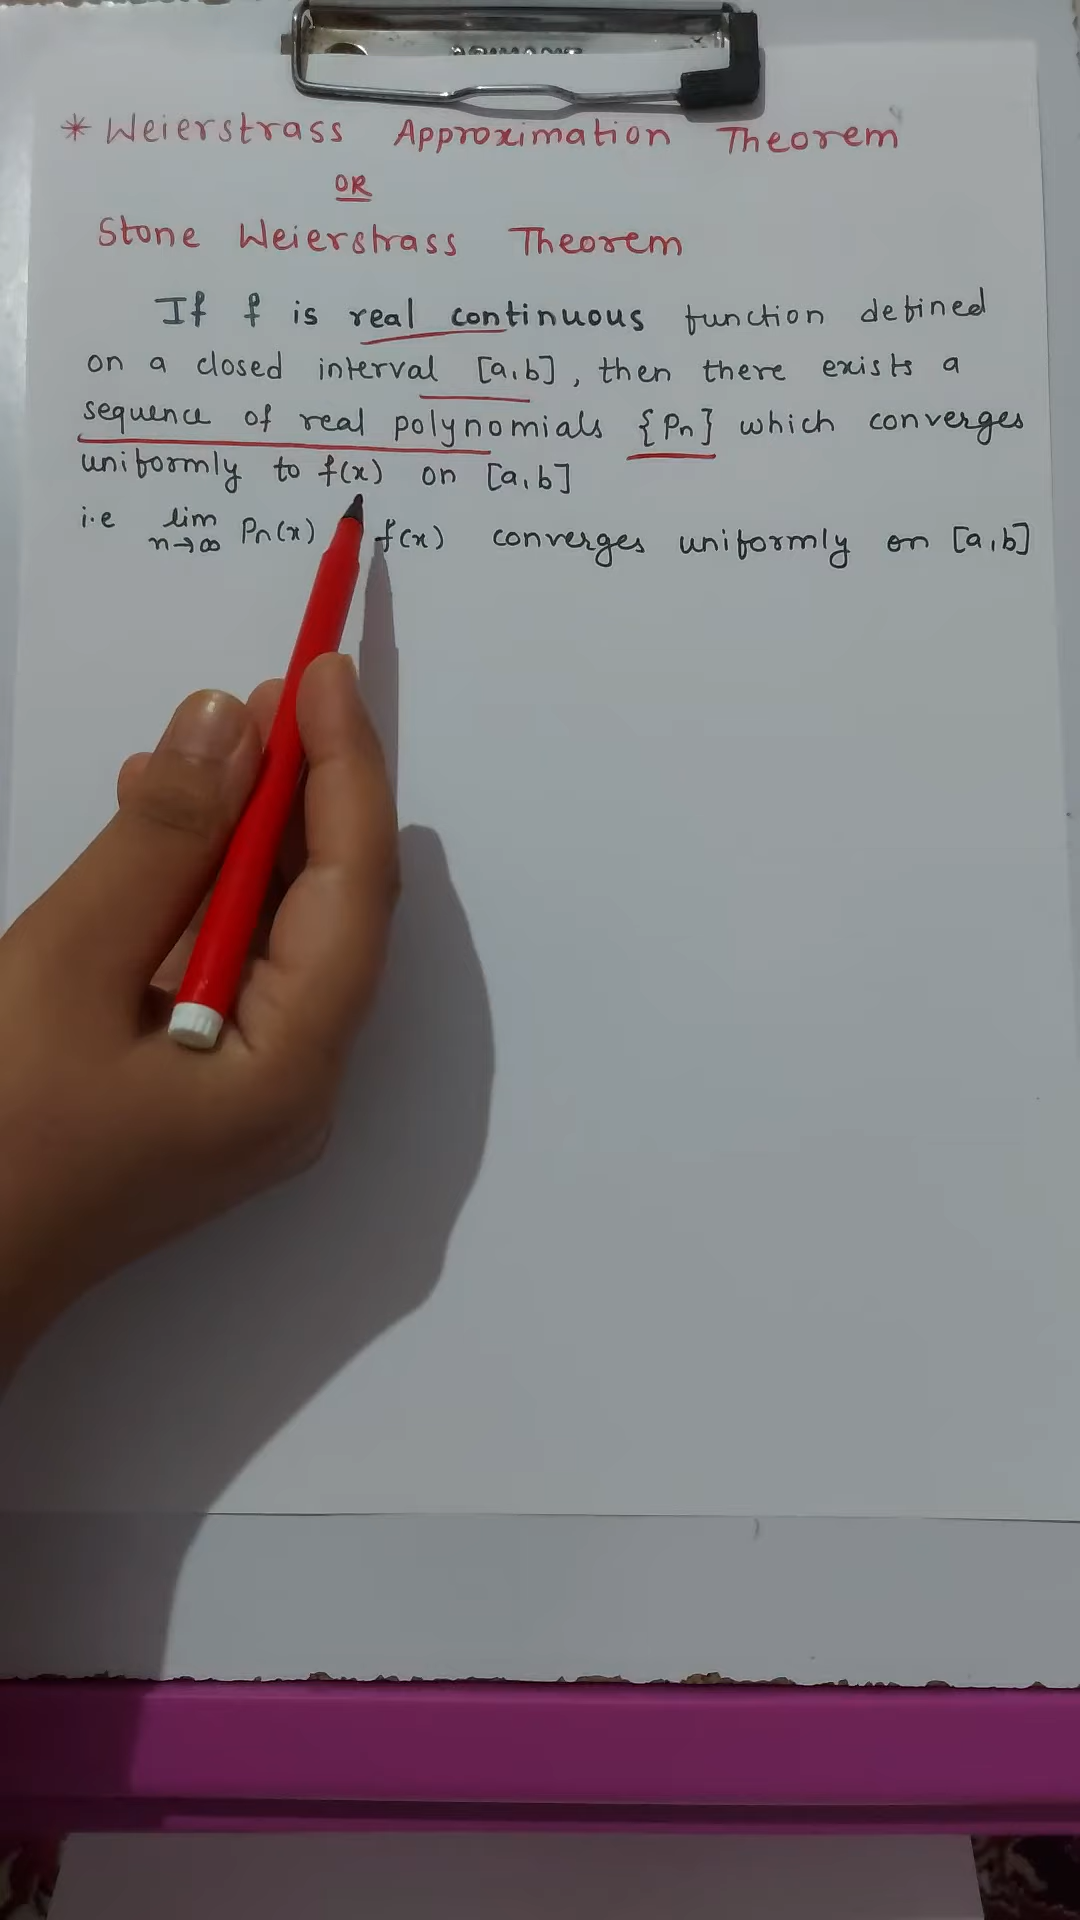 * Weierstrass Approximation Theorem
OR
Stone Weierstrass Theorem
If f is real continuous function defined
on a closed interval [a,b], then there exists a
sequence of real polynomials {Pn} which converges
uniformly to f(x) on [a,b]
i.e lim n→∞ Pn(x) f(x) converges uniformly on [a,b]